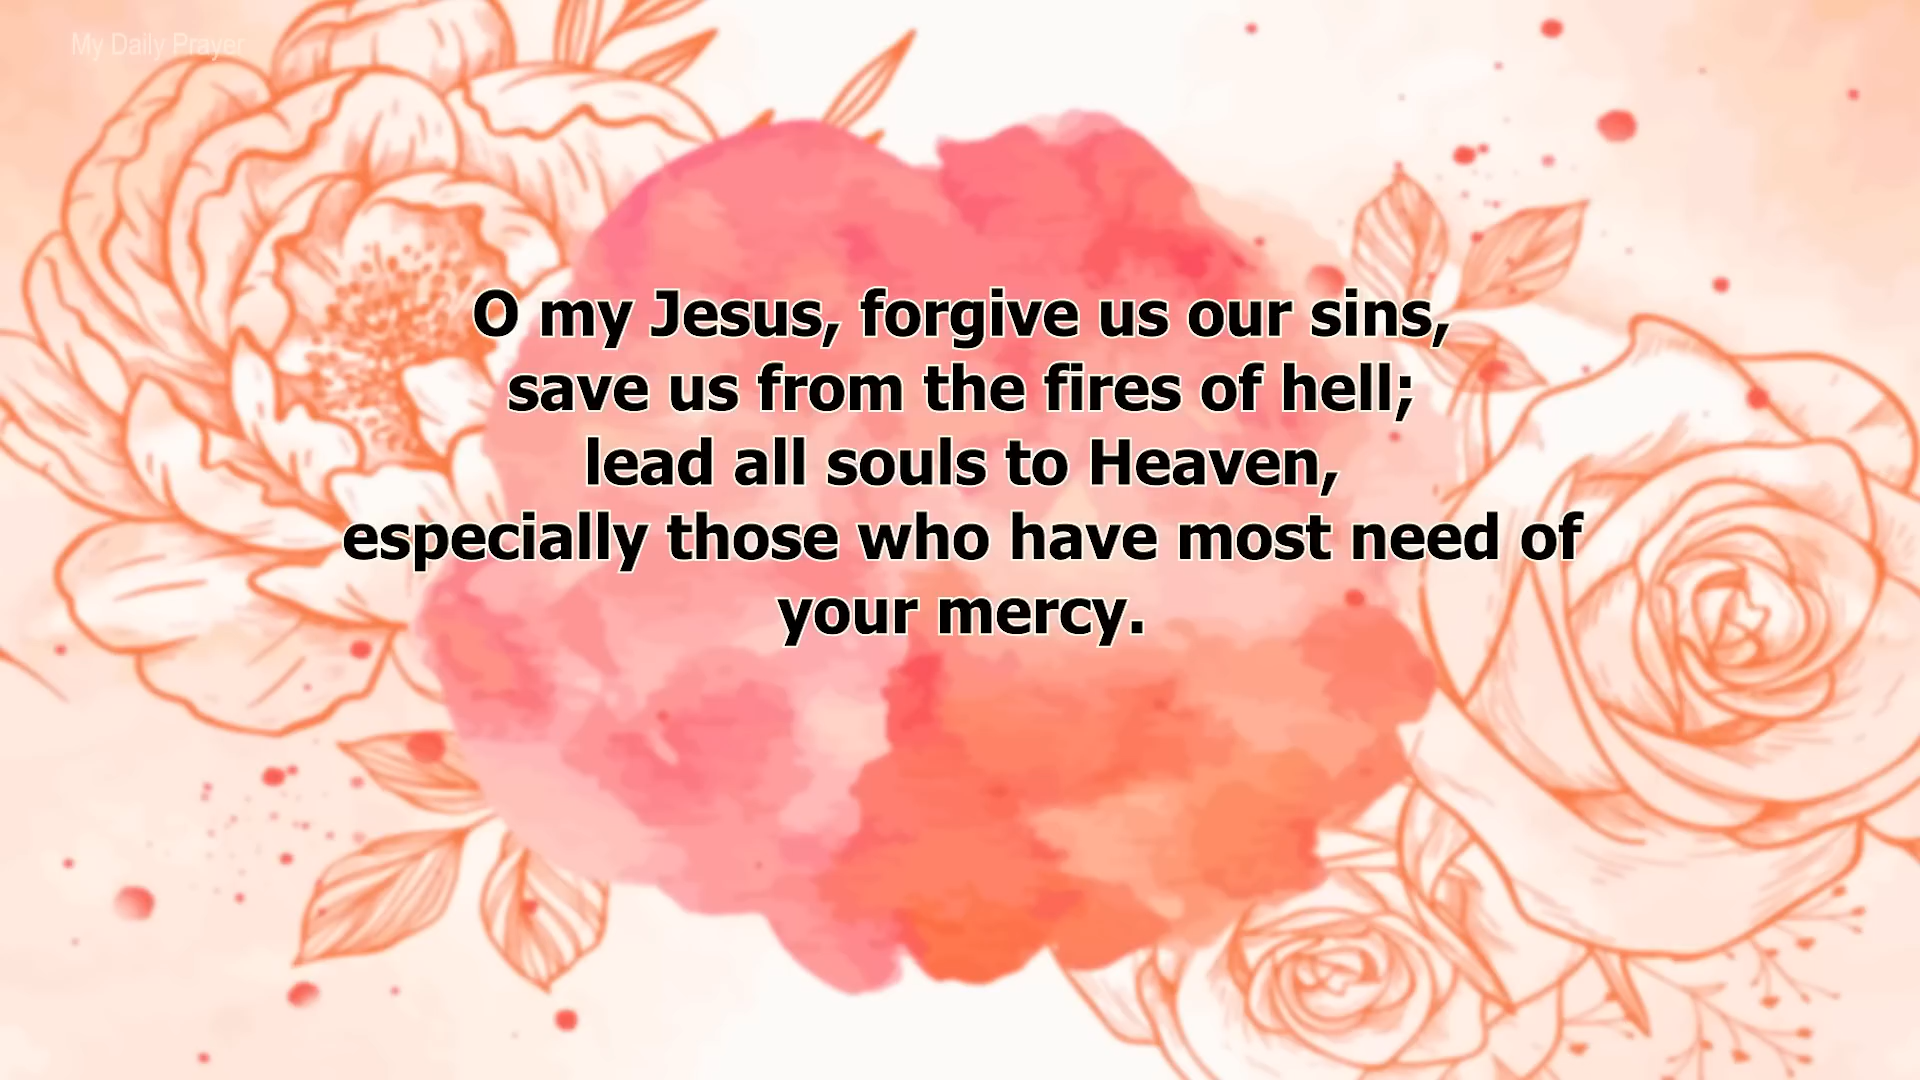 My Daily Prayer
O my Jesus, forgive us our sins,
save us from the fires of hell;
lead all souls to Heaven,
especially those who have most need of
your mercy.